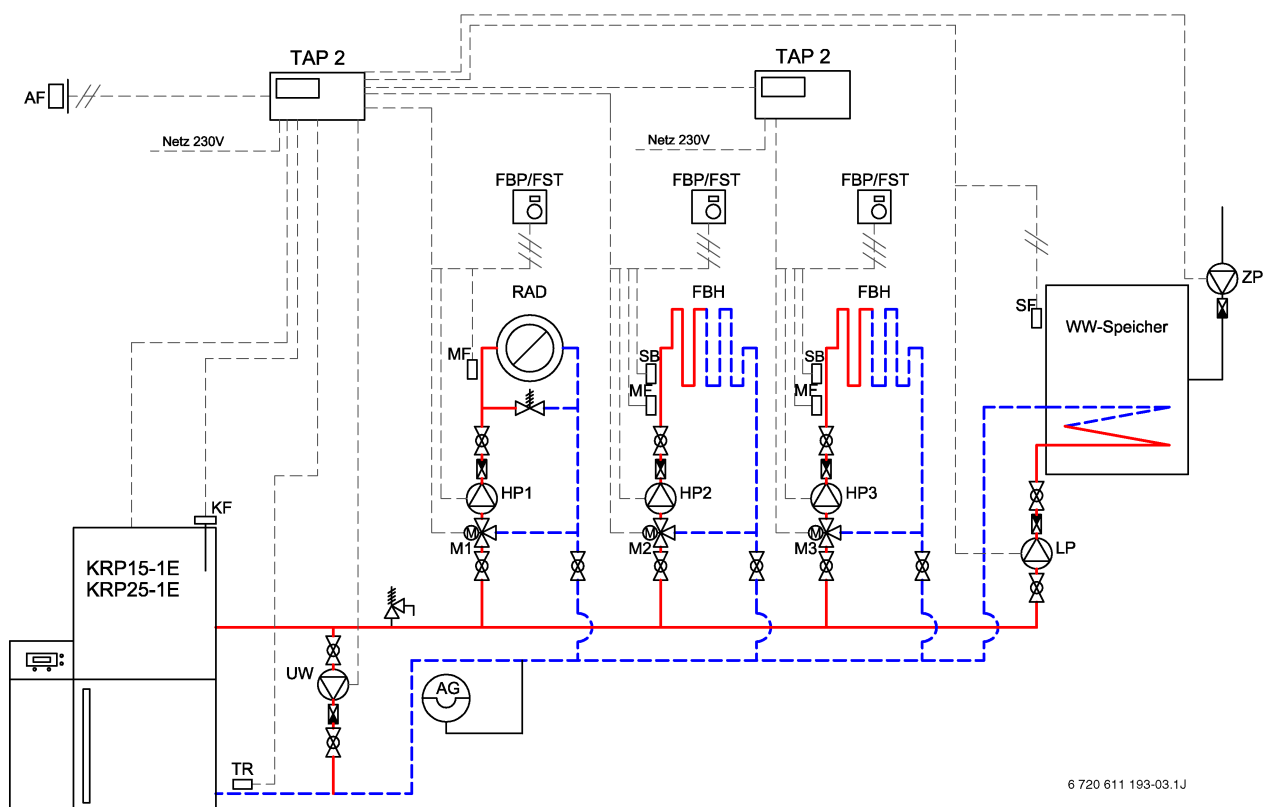 TAP 2
TAP 2
AF
Netz 230V
Netz 230V
FBP/FST
FBP/FST
FBP/FST
ZP
RAD
FBH
FBH
SF
WW-Speicher
MF
SB
SB
MF
MF
HP1
HP2
HP3
KF
M
M
M
M1
M2
M3
LP
KRP15-1E
KRP25-1E
UW
AG
TR
6 720 611 193-03.1J